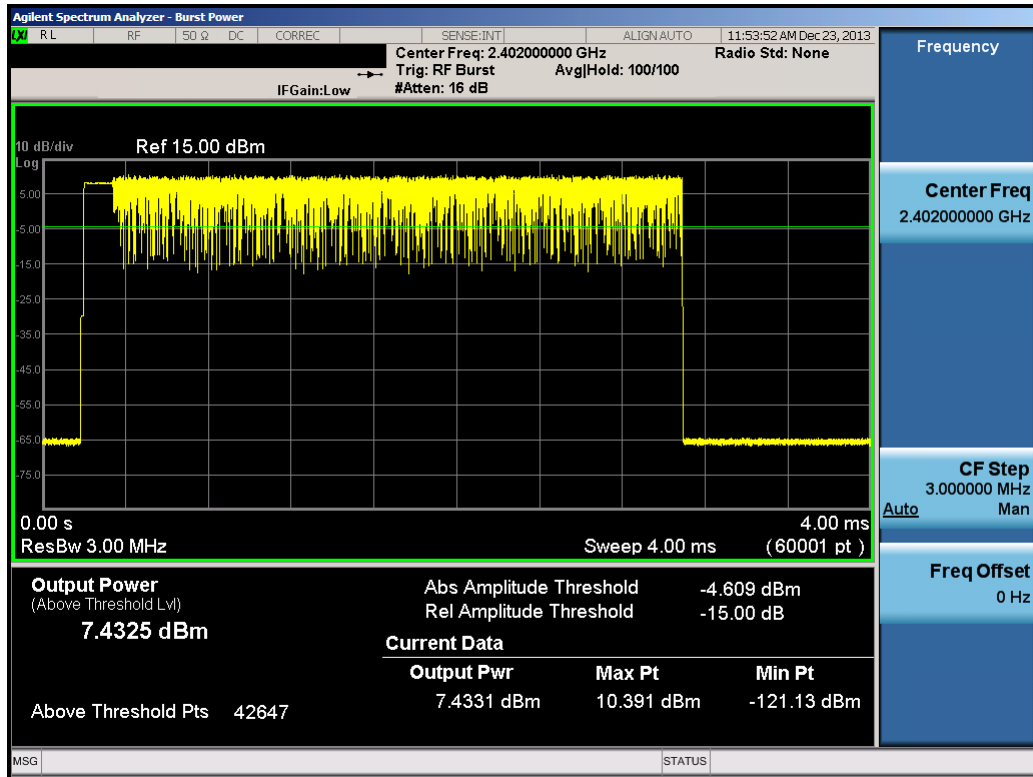 Agilent Spectrum Analyzer - Burst Power
LXI RL RF 50 Ω DC CORREC SENSE:INT ALIGN AUTO 11:53:52 AM Dec 23, 2013
Center Freq: 2.402000000 GHz Radio Std: None
Trig: RF Burst Avg|Hold: 100/100
IFGain:Low #Atten: 16 dB
Frequency
10 dB/div Ref 15.00 dBm
Log
5.00
-5.00
-15.0
-25.0
-35.0
-45.0
-55.0
-65.0
-75.0
0.00 s 4.00 ms
ResBw 3.00 MHz Sweep 4.00 ms (60001 pt)
Output Power
(Above Threshold Lvl)
7.4325 dBm
Above Threshold Pts 42647
Abs Amplitude Threshold -4.609 dBm
Rel Amplitude Threshold -15.00 dB
Current Data
Output Pwr Max Pt Min Pt
7.4331 dBm 10.391 dBm -121.13 dBm
Center Freq
2.402000000 GHz
CF Step
3.000000 MHz
Auto Man
Freq Offset
0 Hz
MSG STATUS